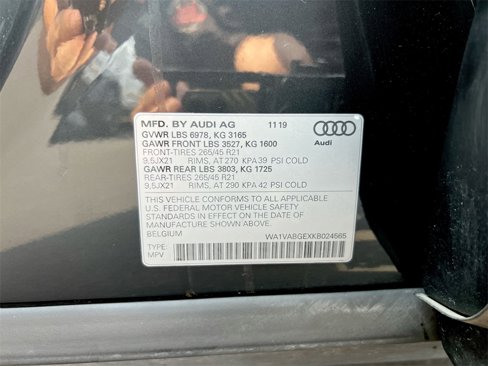 MFD. BY AUDI AG 11 19
GVWR LBS 6978, KG 3165
GAWR FRONT LBS 3527, KG 1600
FRONT-TIRES 265/45 R21
9,5JX21 RIMS, AT 270 KPA 39 PSI COLD
GAWR REAR LBS 3803, KG 1725
REAR-TIRES 265/45 R21
9,5JX21 RIMS, AT 290 KPA 42 PSI COLD
Audi
THIS VEHICLE CONFORMS TO ALL APPLICABLE
U.S. FEDERAL MOTOR VEHICLE SAFETY
STANDARDS IN EFFECT ON THE DATE OF
MANUFACTURE SHOWN ABOVE.
BELGIUM WA1VABGEXKB024565
TYPE:
MPV